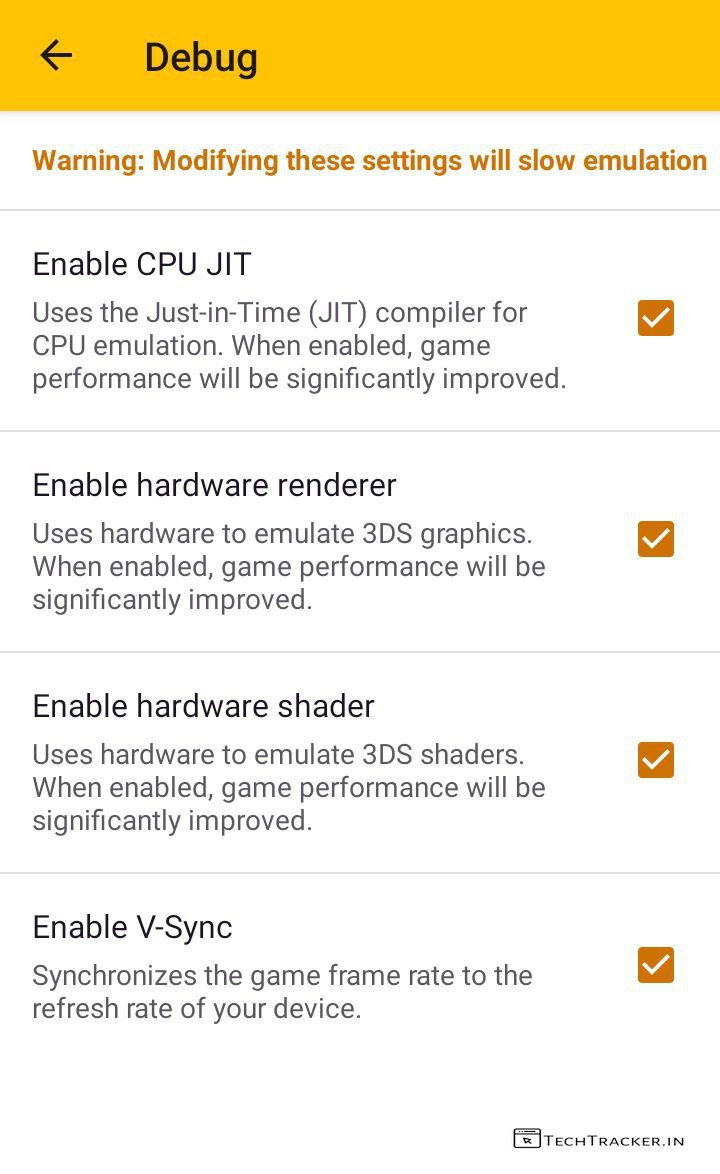 Debug
Warning: Modifying these settings will slow emulation
Enable CPU JIT
Uses the Just-in-Time (JIT) compiler for
CPU emulation. When enabled, game
performance will be significantly improved.
Enable hardware renderer
Uses hardware to emulate 3DS graphics.
When enabled, game performance will be
significantly improved.
Enable hardware shader
Uses hardware to emulate 3DS shaders.
When enabled, game performance will be
significantly improved.
Enable V-Sync
Synchronizes the game frame rate to the
refresh rate of your device.
TECHTRACKER.IN